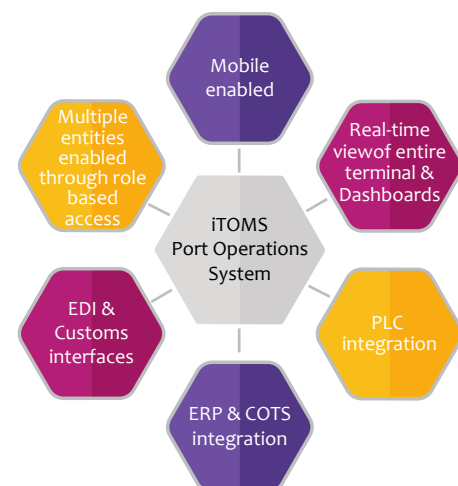 Mobile
enabled
Multiple
entities
enabled
through role
based
access
Real-time
viewof entire
terminal &
Dashboards
iTOMS
Port Operations
System
EDI &
Customs
interfaces
PLC
integration
ERP & COTS
integration